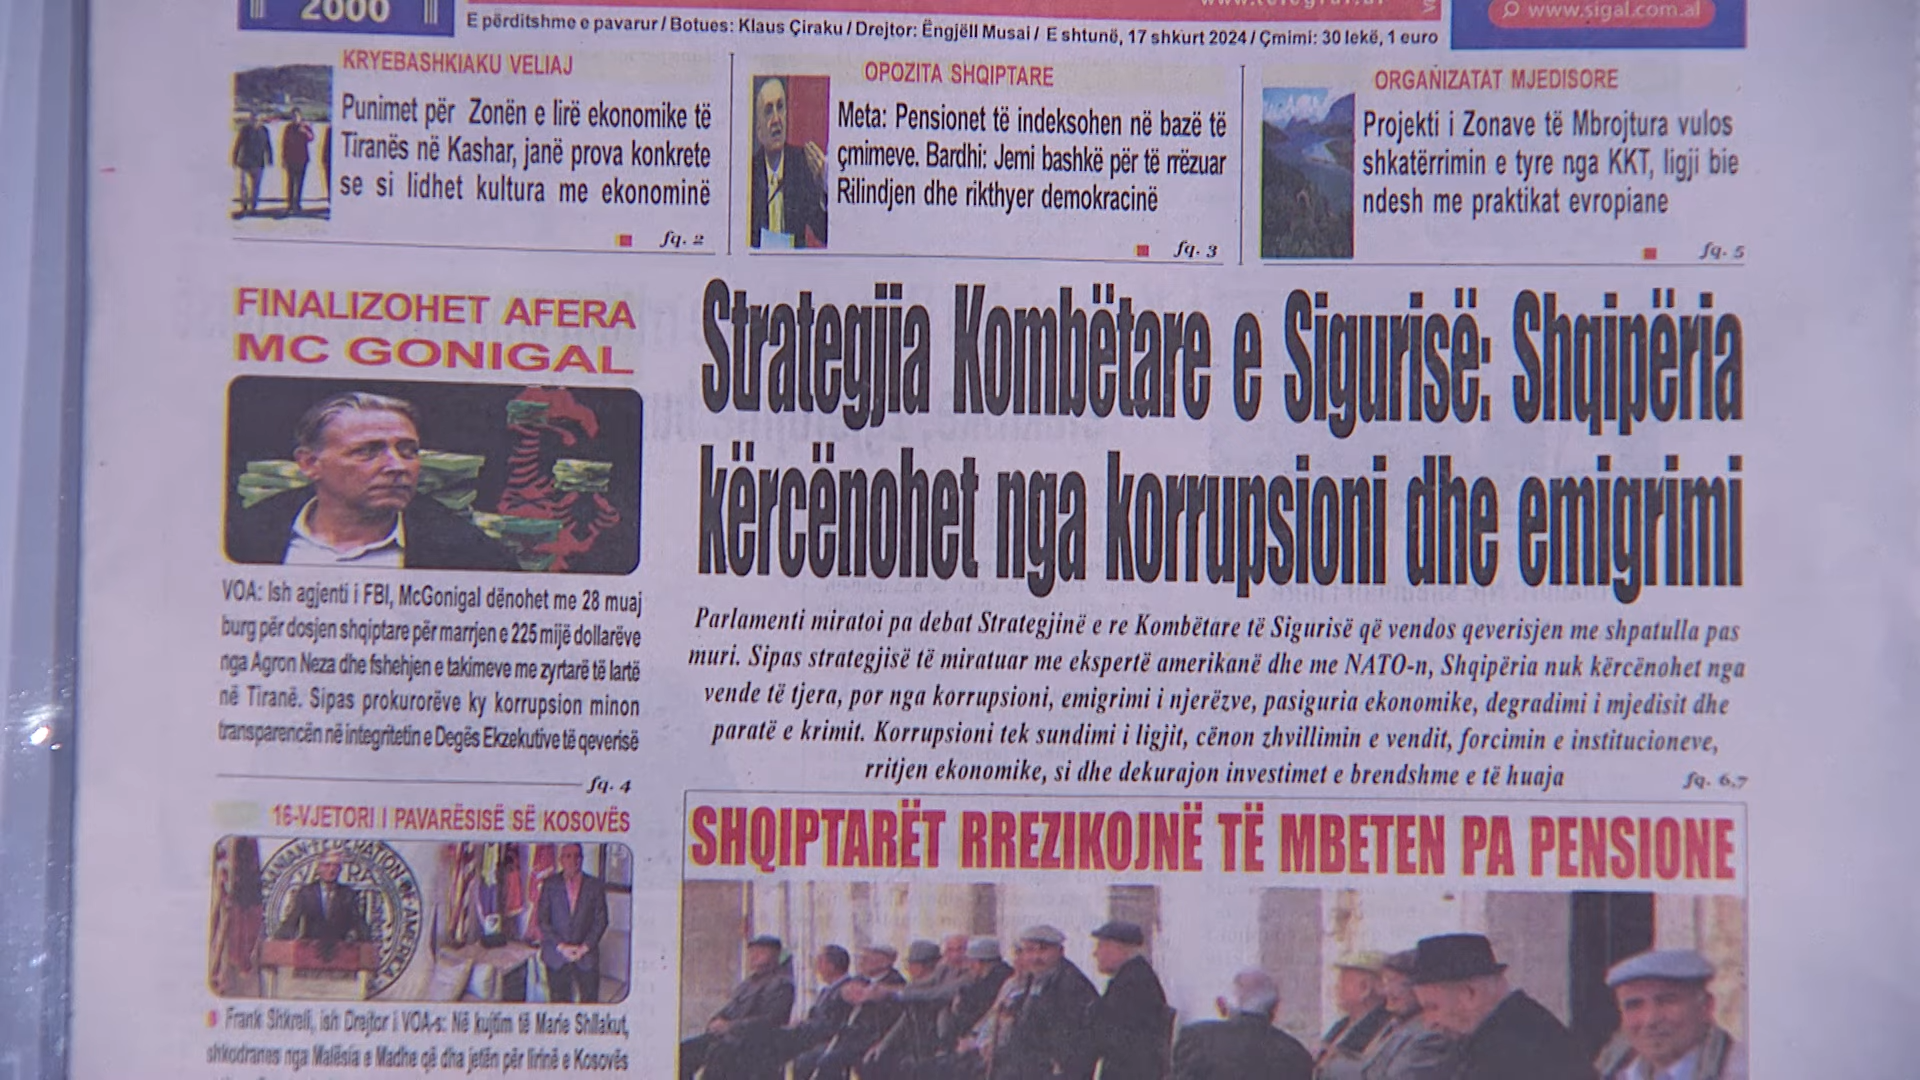 2000
www.sigal.com.al
E përditshme e pavarur / Botues: Klaus Çiraku / Drejtor: Ëngjëll Musai / E shtunë, 17 shkurt 2024 / Çmimi: 30 lekë, 1 euro
KRYEBASHKIAKU VELIAJ
Punimet për Zonën e lirë ekonomike të
Tiranës në Kashar, janë prova konkrete
se si lidhet kultura me ekonominë
fq. 2
OPOZITA SHQIPTARE
Meta: Pensionet të indeksohen në bazë të
çmimeve. Bardhi: Jemi bashkë për të rrëzuar
Rilindjen dhe rikthyer demokracinë
fq. 3
ORGANIZATAT MJEDISORE
Projekti i Zonave të Mbrojtura vulos
shkatërrimin e tyre nga KKT, ligji bie
ndesh me praktikat evropiane
fq. 5
FINALIZOHET AFERA
MC GONIGAL
VOA: Ish agjenti i FBI, McGonigal dënohet me 28 muaj
burg për dosjen shqiptare për marrjen e 225 mijë dollarëve
nga Agron Neza dhe fshehjen e takimeve me zyrtarë të lartë
në Tiranë. Sipas prokurorëve ky korrupsion minon
transparencën në integritetin e Degës Ekzekutive të qeverisë
fq. 4
Strategjia Kombëtare e Sigurisë: Shqipëria
kërcënohet nga korrupsioni dhe emigrimi
Parlamenti miratoi pa debat Strategjinë e re Kombëtare të Sigurisë që vendos qeverisjen me shpatulla pas
muri. Sipas strategjisë të miratuar me ekspertë amerikanë dhe me NATO-n, Shqipëria nuk kërcënohet nga
vende të tjera, por nga korrupsioni, emigrimi i njerëzve, pasiguria ekonomike, degradimi i mjedisit dhe
paratë e krimit. Korrupsioni tek sundimi i ligjit, cënon zhvillimin e vendit, forcimin e institucioneve,
rritjen ekonomike, si dhe dekurajon investimet e brendshme e të huaja
fq. 6,7
16-VJETORI I PAVARËSISË SË KOSOVËS
Frank Shkreli, ish Drejtor i VOA-s: Në kujtim të Marie Shllakut,
shkodranes nga Malësia e Madhe që dha jetën për lirinë e Kosovës
SHQIPTARËT RREZIKOJNË TË MBETEN PA PENSIONE